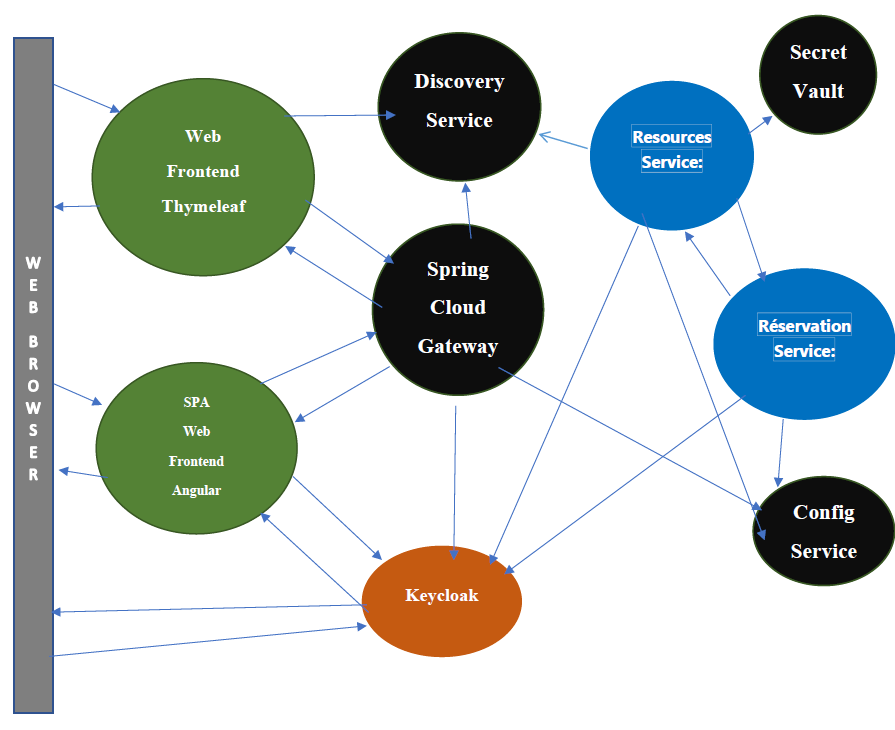 WEB BROWSER
Web
Frontend
Thymeleaf
SPA
Web
Frontend
Angular
Discovery
Service
Spring
Cloud
Gateway
Keycloak
Resources
Service:
Secret
Vault
Réservation
Service:
Config
Service